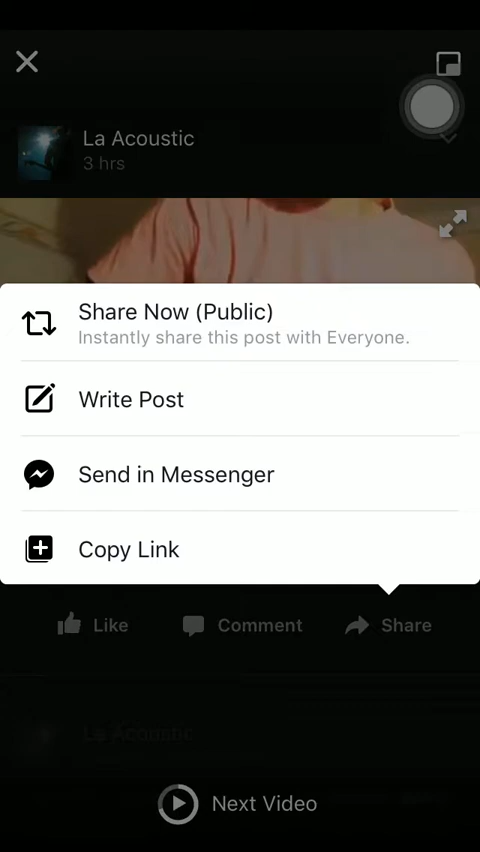 La Acoustic
3 hrs
Share Now (Public)
Instantly share this post with Everyone.
Write Post
Send in Messenger
Copy Link
Like Comment Share
La Acoustic
Next Video